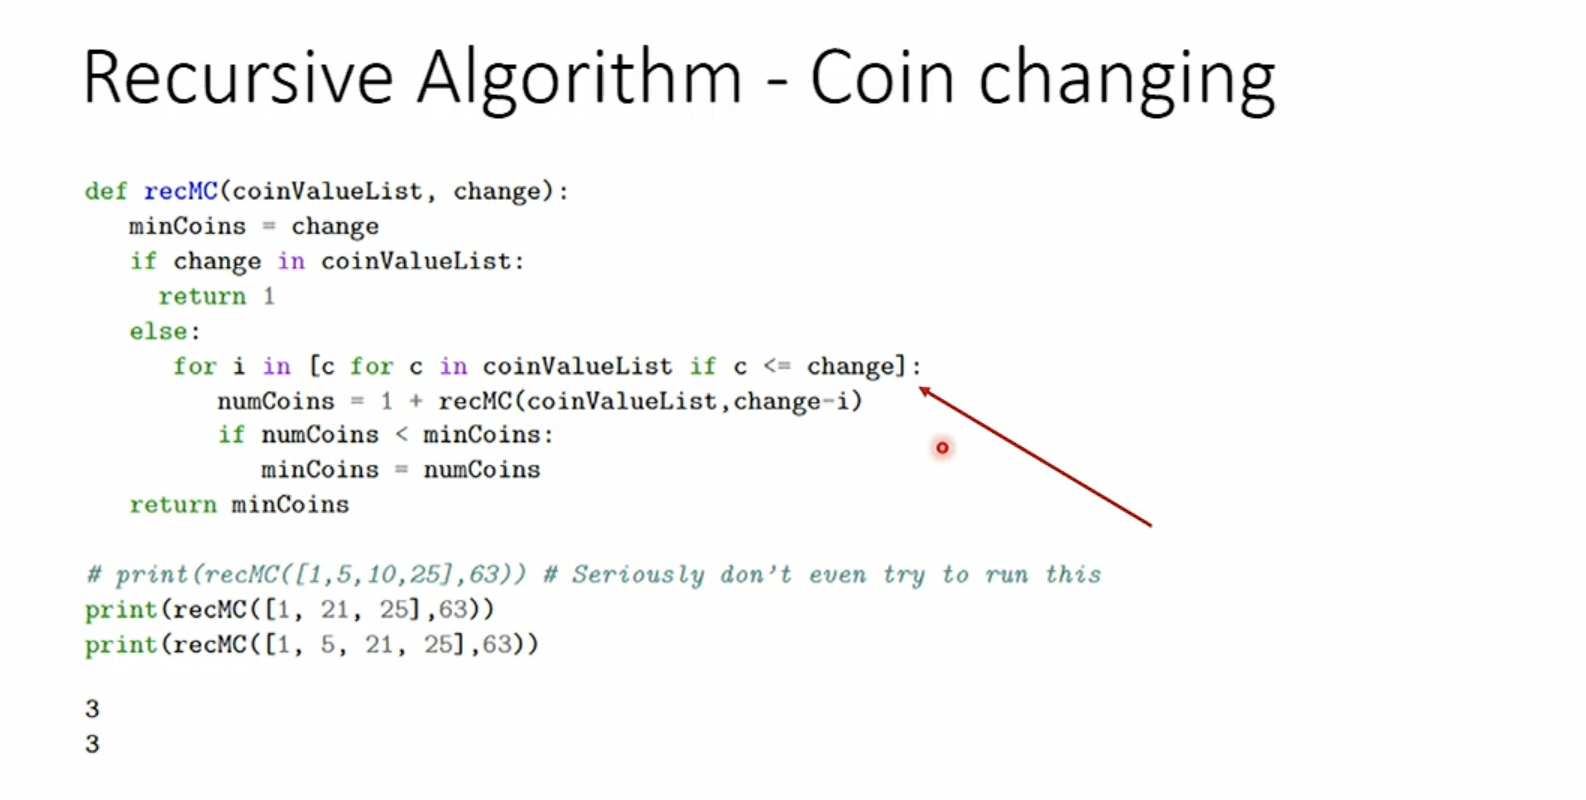 Recursive Algorithm - Coin changing
def recMC(coinValueList, change):
minCoins = change
if change in coinValueList:
return 1
else:
for i in [c for c in coinValueList if c <= change]:
numCoins = 1 + recMC(coinValueList,change-i)
if numCoins < minCoins:
minCoins = numCoins
return minCoins
# print(recMC([1,5,10,25],63)) # Seriously don't even try to run this
print(recMC([1, 21, 25],63))
print(recMC([1, 5, 21, 25],63))
3
3